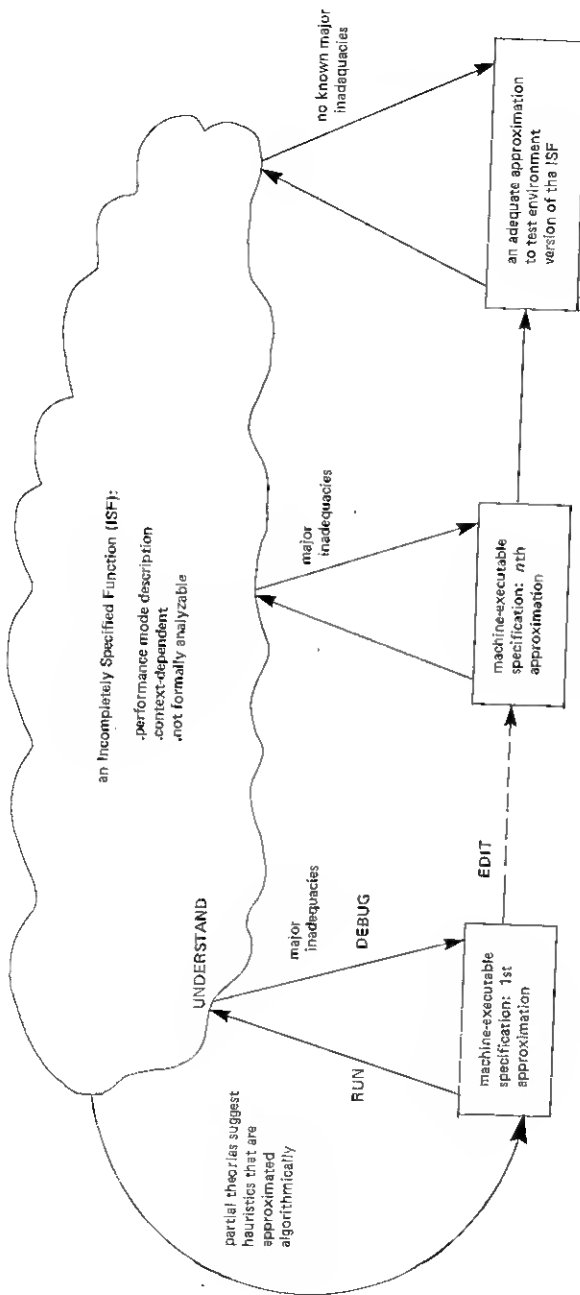 an Incompletely Specified Function (ISF):
.performance mode description
.context-dependent
.not formally analyzable
UNDERSTAND
partial theories suggest
hauristics that are
approximated
algorithmically
RUN
major
inadequacies
DEBUG
machine-executable
specification: 1st
approximation
EDIT
major
inadequacies
machine-executable
specification: nth
approximation
no known major
inadequacies
an adequate approximation
to test environment
version of tha ISF